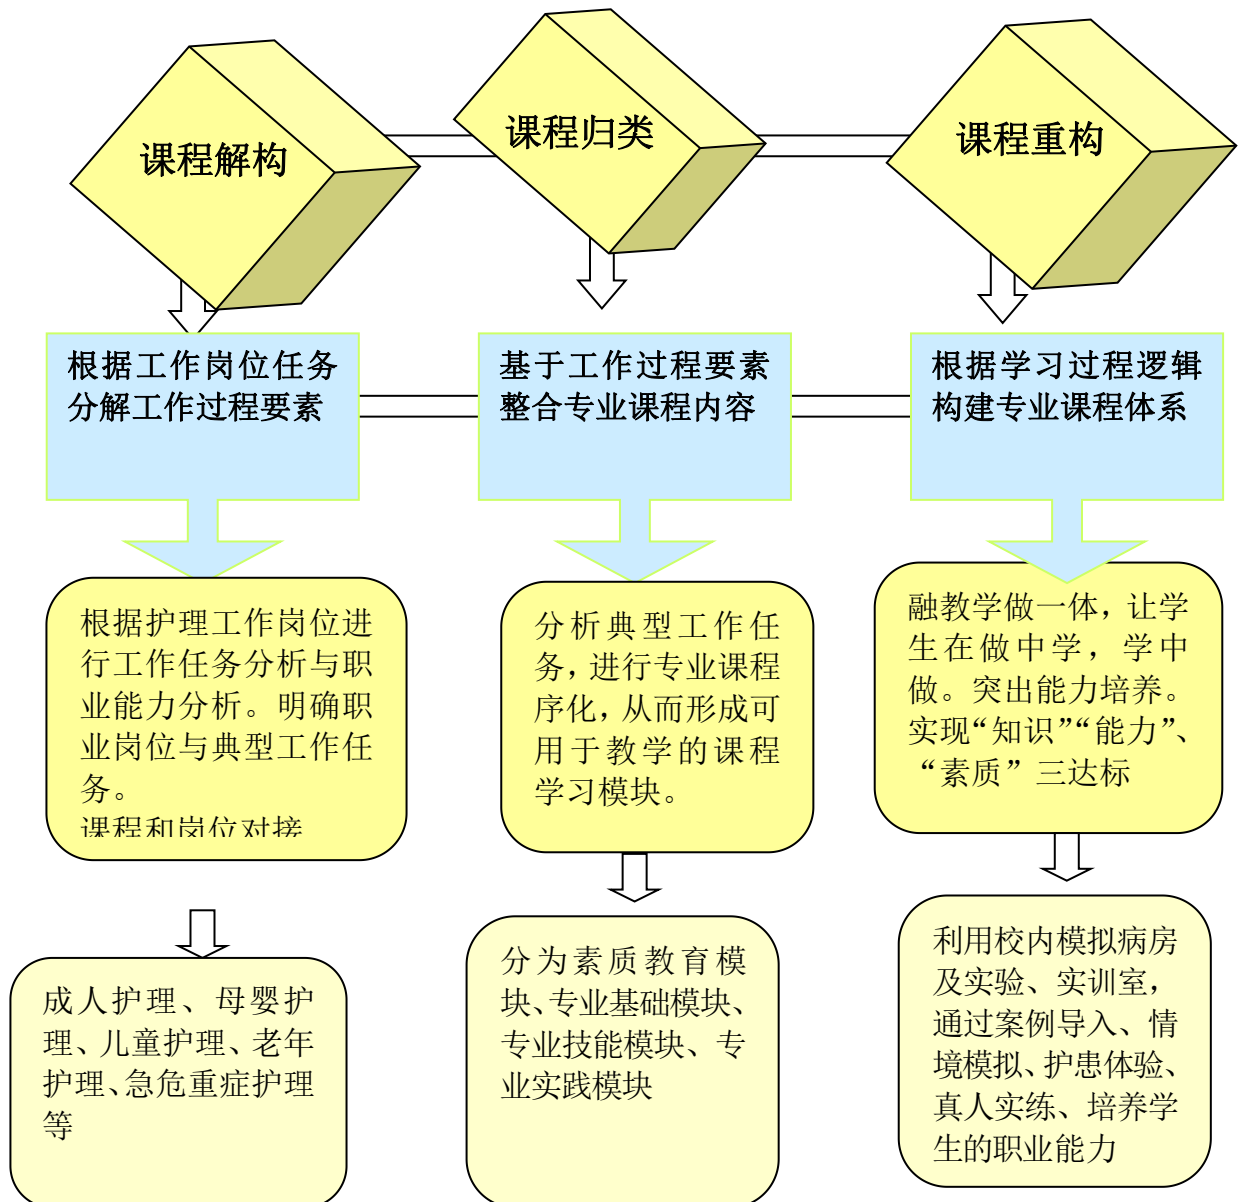 课程解构
课程归类
课程重构
根据工作岗位任务
分解工作过程要素
基于工作过程要素
整合专业课程内容
根据学习过程逻辑
构建专业课程体系
根据护理工作岗位进
行工作任务分析与职
业能力分析。明确职
业岗位与典型工作任
务。
课程和岗位对接
分析典型工作任
务，进行专业课程
序化，从而形成可
用于教学的课程
学习模块。
融教学做一体，让学
生在做中学，学中
做。突出能力培养。
实现“知识”“能力”、
“素质”三达标
成人护理、母婴护
理、儿童护理、老年
护理、急危重症护理
等
分为素质教育模
块、专业基础模块、
专业技能模块、专
业实践模块
利用校内模拟病房
及实验、实训室，
通过案例导入、情
境模拟、护患体验、
真人实练、培养学
生的职业能力